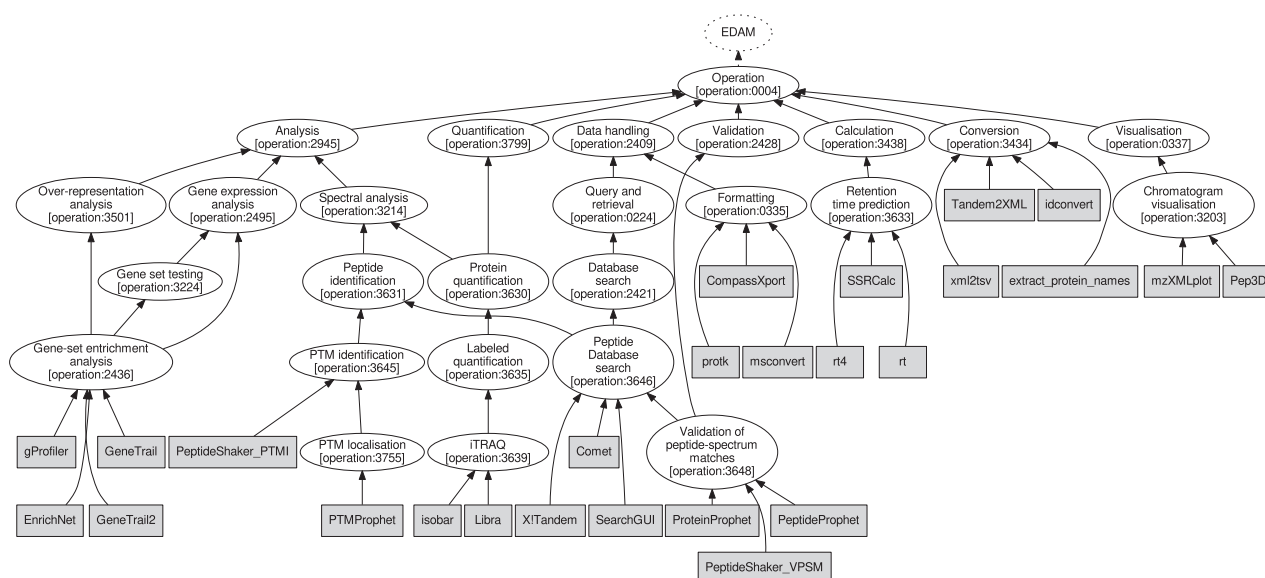 EDAM
Operation
[operation:0004]
Analysis
[operation:2945]
Quantification
[operation:3799]
Data handling
[operation:2409]
Validation
[operation:2428]
Calculation
[operation:3438]
Conversion
[operation:3434]
Visualisation
[operation:0337]
Over-representation
analysis
[operation:3501]
Gene expression
analysis
[operation:2495]
Spectral analysis
[operation:3214]
Query and
retrieval
[operation:0224]
Formatting
[operation:0335]
Retention
time prediction
[operation:3633]
Tandem2XML
idconvert
Chromatogram
visualisation
[operation:3203]
Gene set testing
[operation:3224]
Peptide
identification
[operation:3631]
Protein
quantification
[operation:3630]
Database
search
[operation:2421]
CompassXport
SSRCalc
xml2tsv
extract_protein_names
mzXMLplot
Pep3D
Gene-set enrichment
analysis
[operation:2436]
PTM identification
[operation:3645]
Labeled
quantification
[operation:3635]
Peptide
Database
search
[operation:3646]
protk
msconvert
rt4
rt
gProfiler
GeneTrail
PeptideShaker_PTMI
PTM localisation
[operation:3755]
iTRAQ
[operation:3639]
Comet
Validation of
peptide-spectrum
matches
[operation:3648]
EnrichNet
GeneTrail2
PTMProphet
isobar
Libra
X!Tandem
SearchGUI
ProteinProphet
PeptideProphet
PeptideShaker_VPSM